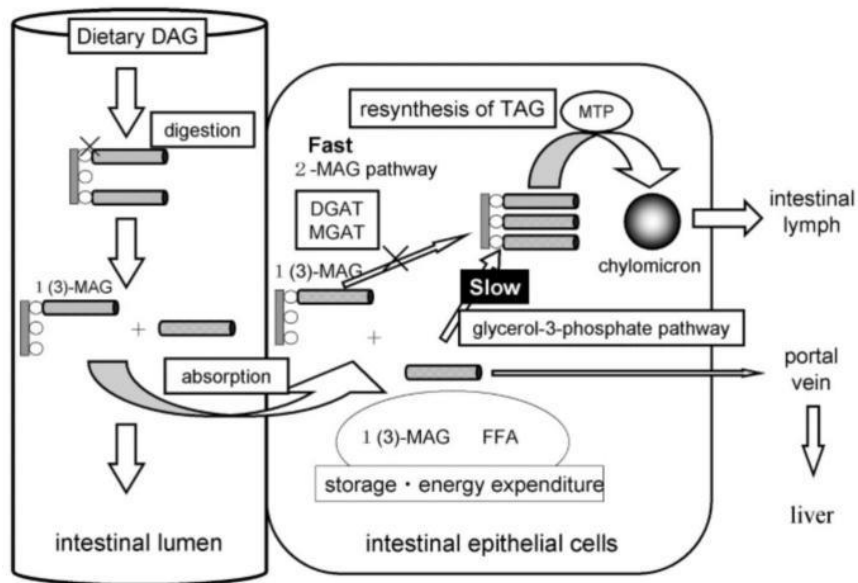 Dietary DAG
digestion
1 (3)-MAG
+
absorption
intestinal lumen
resynthesis of TAG
MTP
Fast
2 -MAG pathway
DGAT
MGAT
1 (3)-MAG
+
Slow
chylomicron
glycerol-3-phosphate pathway
1 (3)-MAG FFA
storage・energy expenditure
intestinal epithelial cells
intestinal
lymph
portal
vein
liver